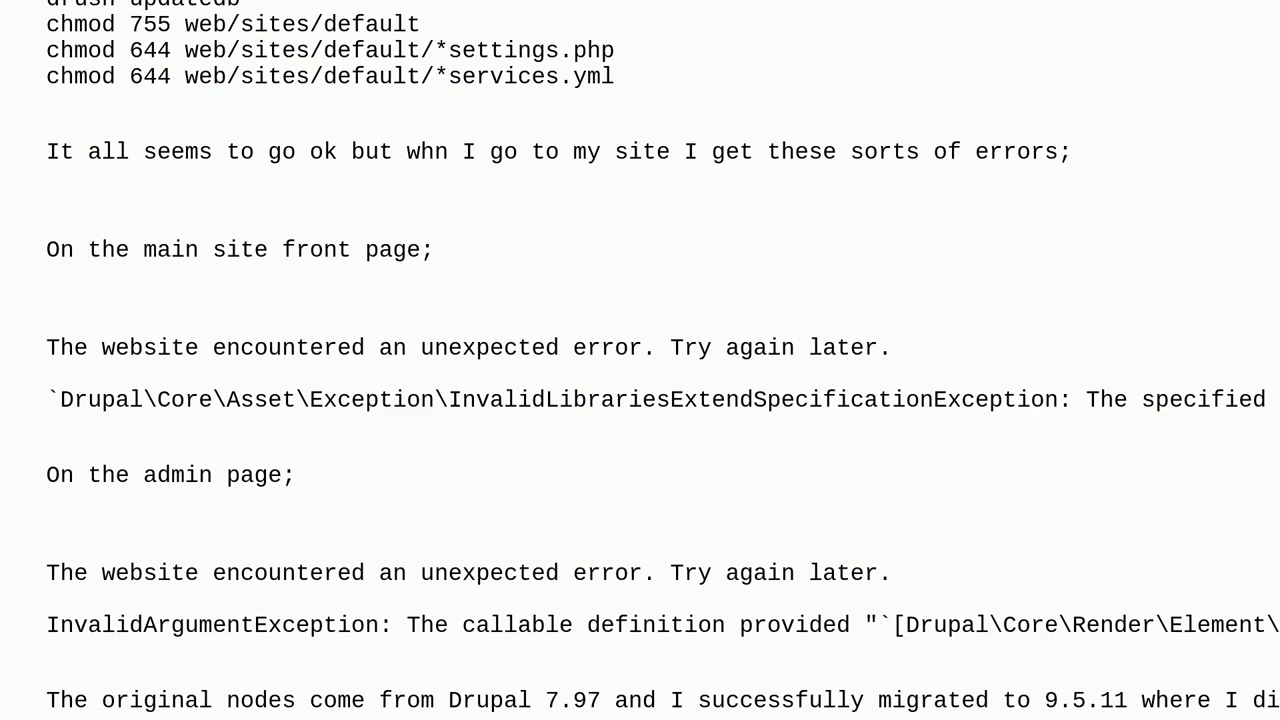 drush updatedb
chmod 755 web/sites/default
chmod 644 web/sites/default/*settings.php
chmod 644 web/sites/default/*services.yml
It all seems to go ok but whn I go to my site I get these sorts of errors;
On the main site front page;
The website encountered an unexpected error. Try again later.
`Drupal\Core\Asset\Exception\InvalidLibrariesExtendSpecificationException: The specified
On the admin page;
The website encountered an unexpected error. Try again later.
InvalidArgumentException: The callable definition provided "`[Drupal\Core\Render\Element\
The original nodes come from Drupal 7.97 and I successfully migrated to 9.5.11 where I di